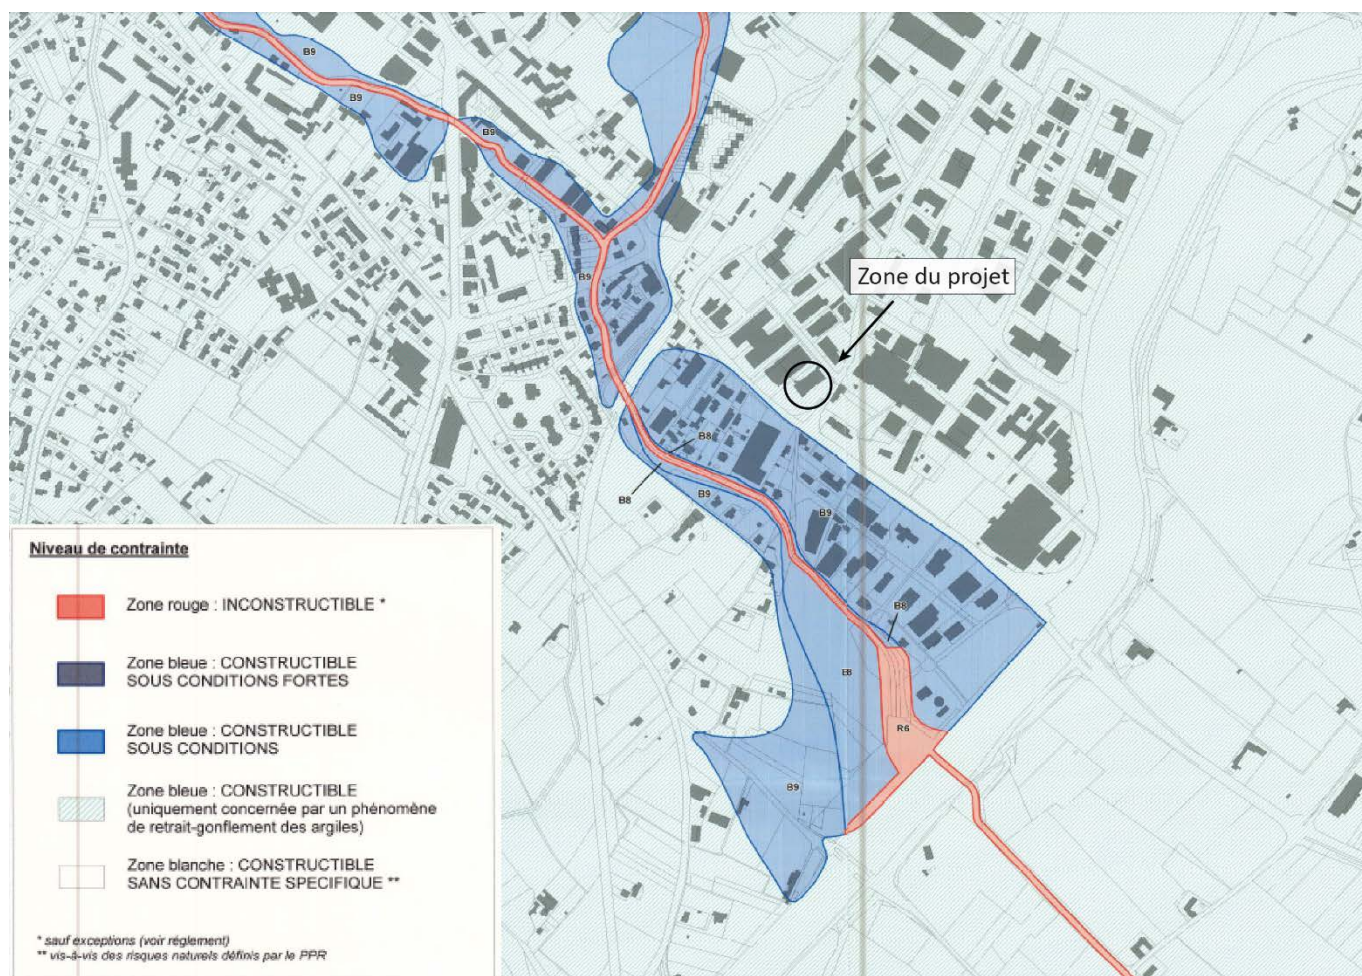 B9
B9
B9
B9
Zone du projet
B8
B8
B9
B9
B8
R6
B9
Niveau de contrainte
Zone rouge : INCONSTRUCTIBLE *
Zone bleue : CONSTRUCTIBLE
SOUS CONDITIONS FORTES
Zone bleue : CONSTRUCTIBLE
SOUS CONDITIONS
Zone bleue : CONSTRUCTIBLE
(uniquement concernée par un phénomène
de retrait-gonflement des argiles)
Zone blanche : CONSTRUCTIBLE
SANS CONTRAINTE SPECIFIQUE **
* sauf exceptions (voir réglement)
** vis-à-vis des risques naturels définis par le PPR